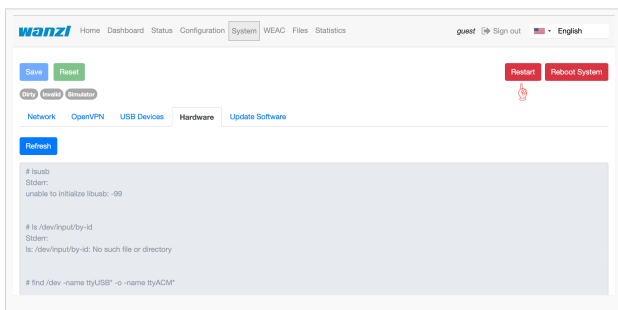 wanzl Home Dashboard Status Configuration System WEAC Files Statistics guest Sign out English
Save Reset Restart Reboot System
Dirty Invalid Simulator
Network OpenVPN USB Devices Hardware Update Software
Refresh
# lsusb
Stderr:
unable to initialize libusb: -99
# ls /dev/input/by-id
Stderr:
ls: /dev/input/by-id: No such file or directory
# find /dev -name ttyUSB* -o -name ttyACM*